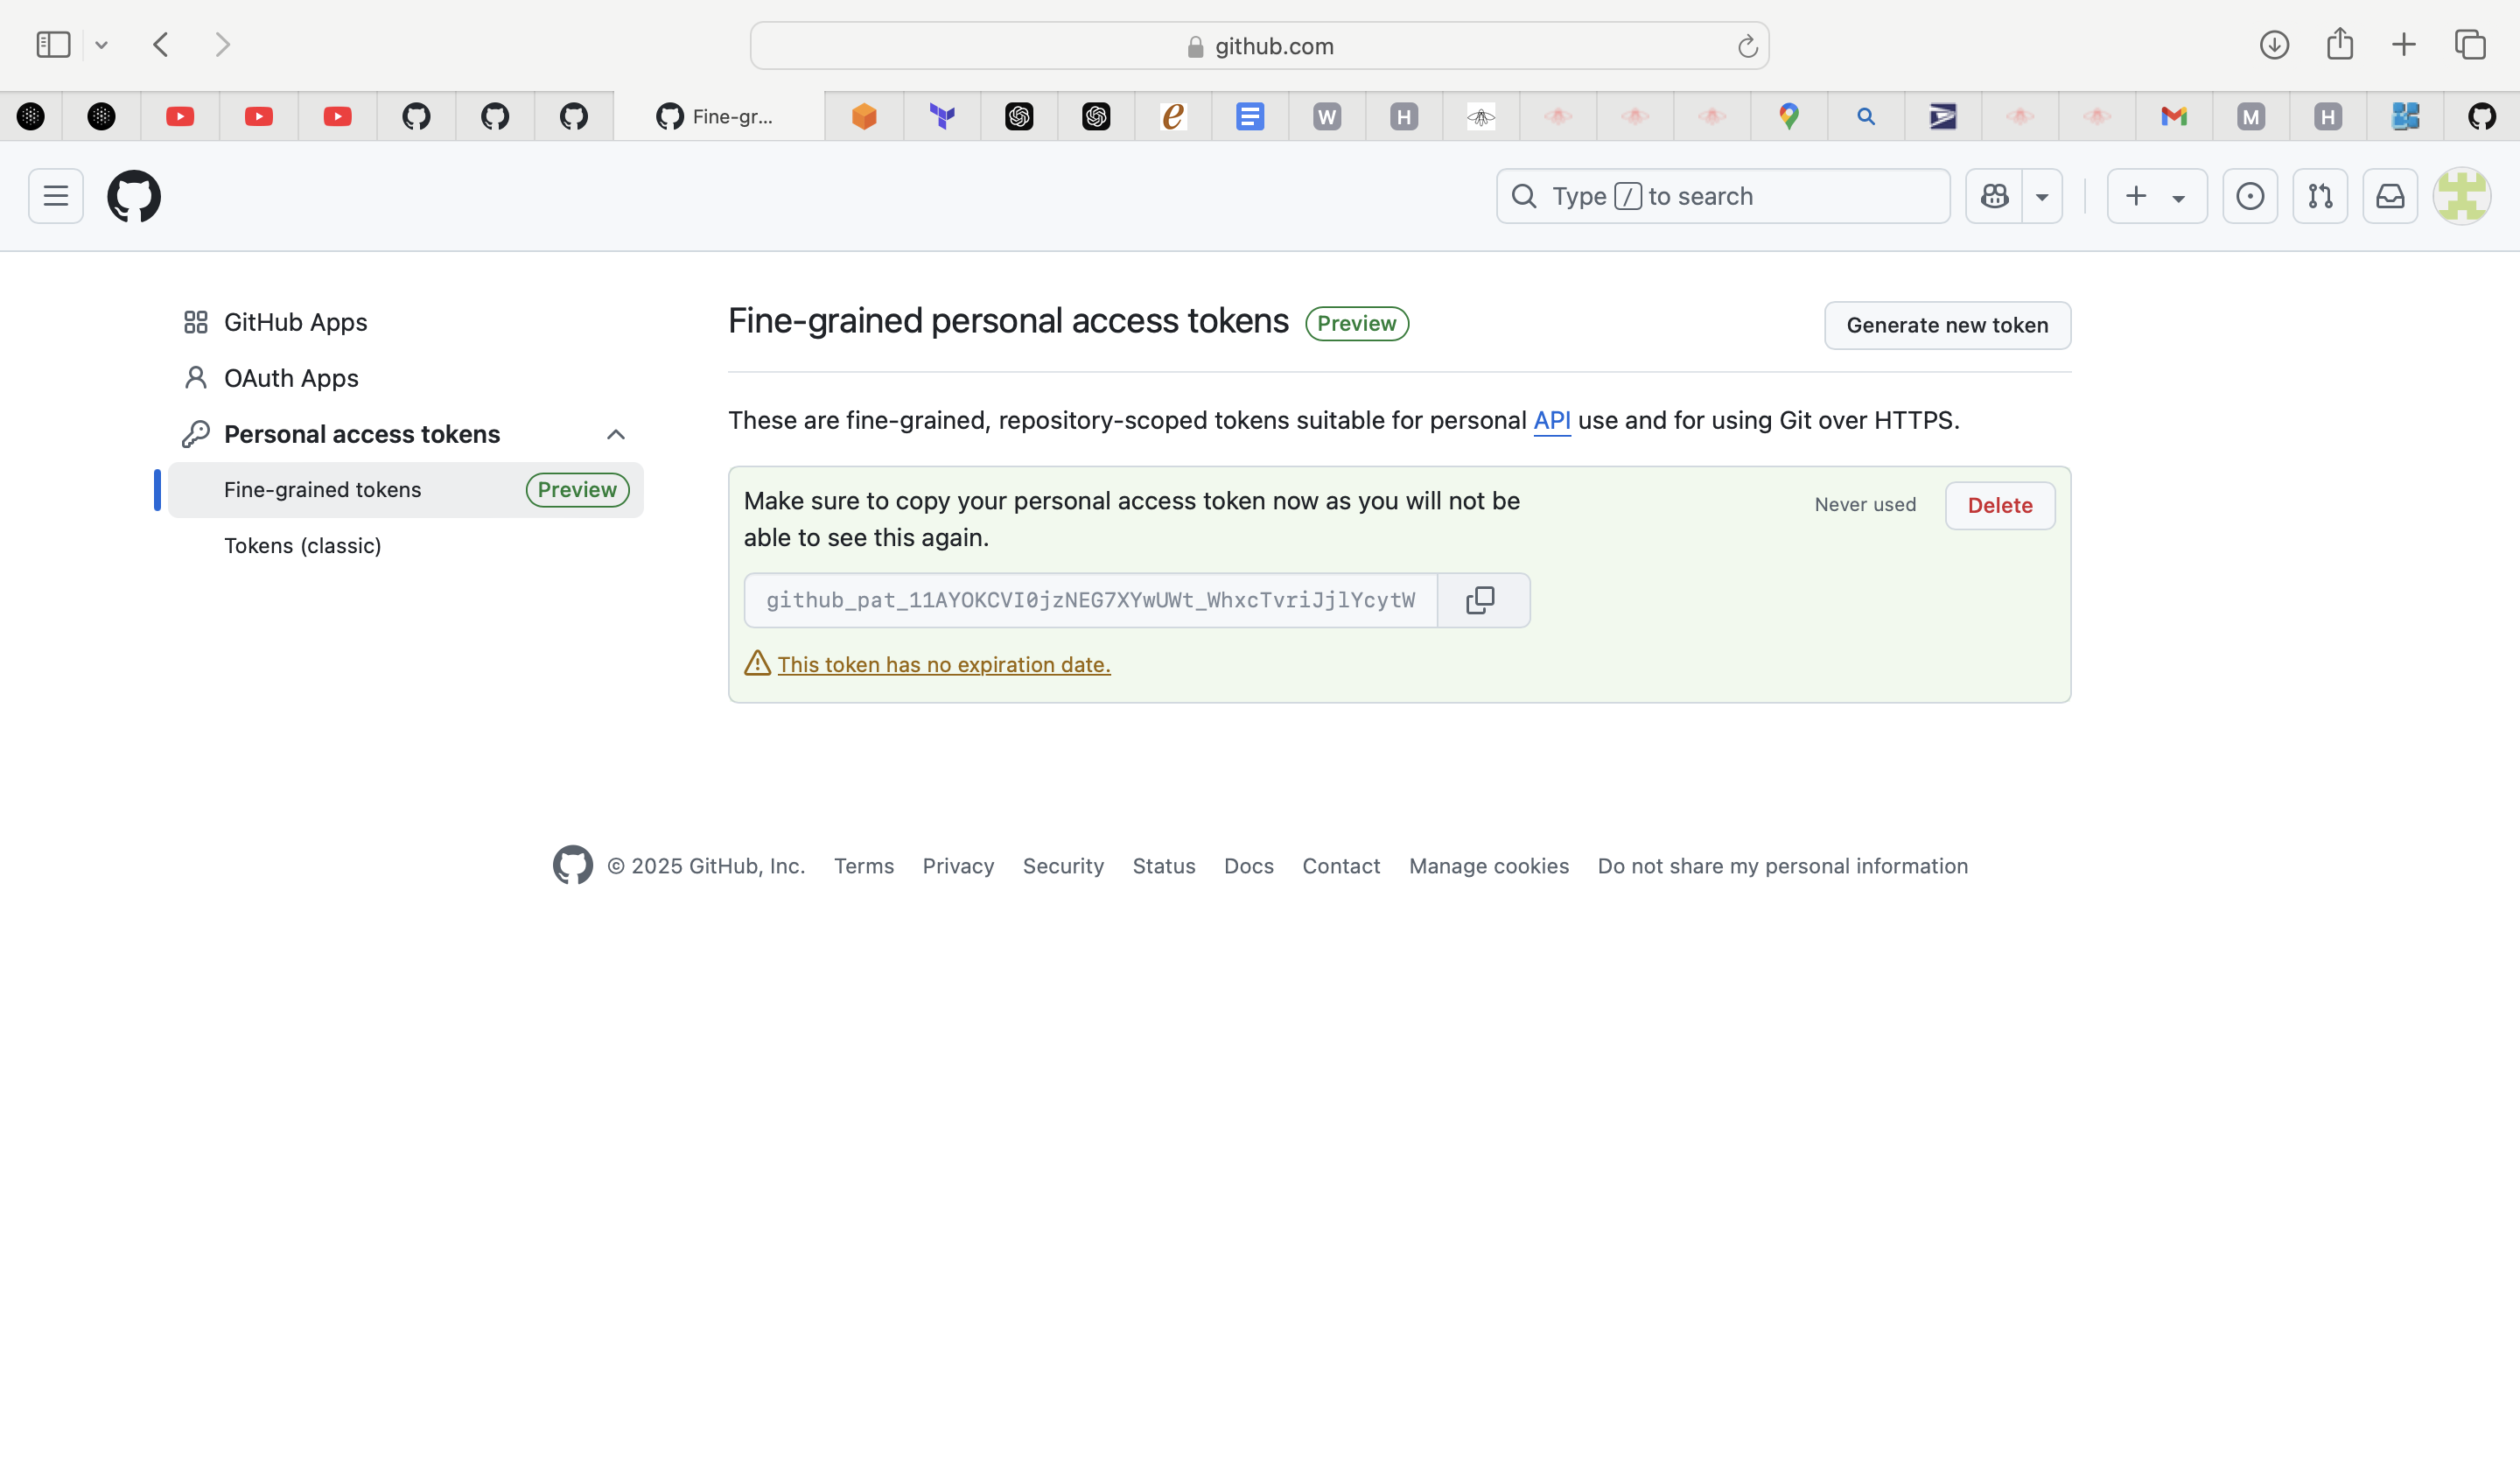 github.com
Fine-gr...
W
H
M
H
Type / to search
GitHub Apps
OAuth Apps
Personal access tokens
Fine-grained tokens Preview
Tokens (classic)
Fine-grained personal access tokens Preview
Generate new token
These are fine-grained, repository-scoped tokens suitable for personal API use and for using Git over HTTPS.
Make sure to copy your personal access token now as you will not be
able to see this again.
Never used
Delete
github_pat_11AYOKCVI0jzNEG7XYwUWt_WhxcTvriJjlYcytW
This token has no expiration date.
© 2025 GitHub, Inc. Terms Privacy Security Status Docs Contact Manage cookies Do not share my personal information